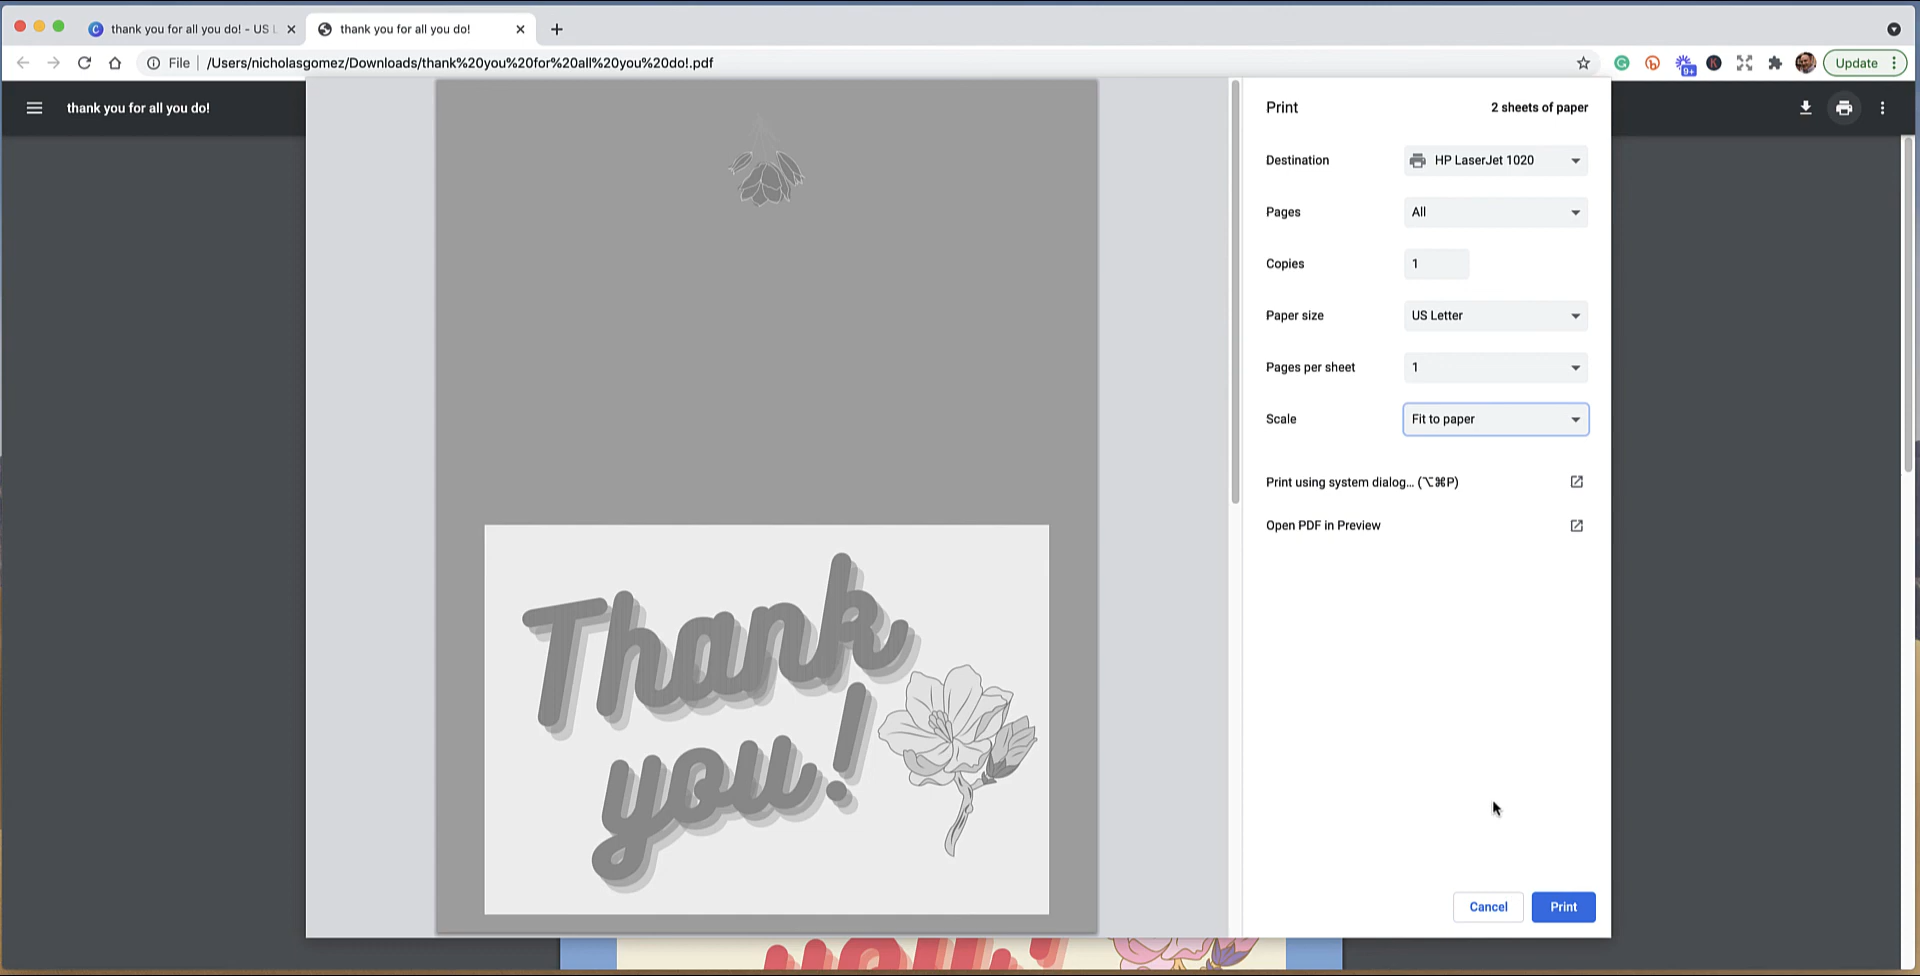 thank you for all you do! - US L
thank you for all you do!
File
/Users/nicholasgomez/Downloads/thank%20you%20for%20all%20you%20do!.pdf
9+
K
Update
thank you for all you do!
Print
2 sheets of paper
Destination
HP LaserJet 1020
Pages
All
Copies
1
Paper size
US Letter
Pages per sheet
1
Scale
Fit to paper
Print using system dialog... (⌥⌘P)
Open PDF in Preview
Cancel
Print
Thank
you!
you!